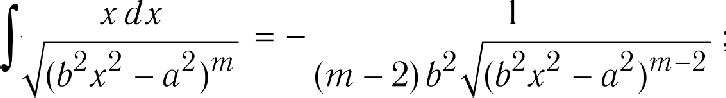 ∫ x dx / √((b²x² − a²)ᵐ) = − 1 / ((m − 2) b² √((b²x² − a²)ᵐ⁻²)) ;